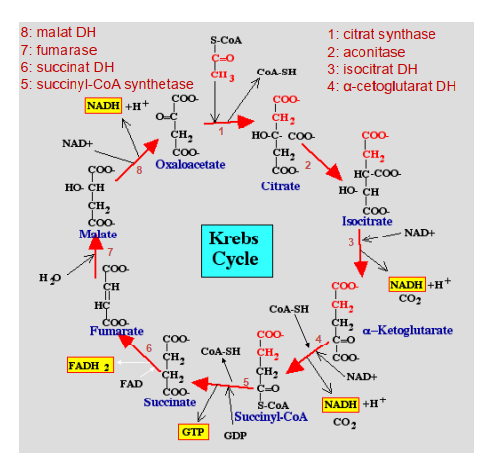 8: malat DH
7: fumarase
6: succinat DH
5: succinyl-CoA synthetase
1: citrat synthase
2: aconitase
3: isocitrat DH
4: α-cetoglutarat DH
S-CoA
C=O
CH3
CoA-SH
1
NADH +H+
NAD+
8
COO-
O=C
CH2
COO-
Oxaloacetate
COO-
CH2
HO-C-COO-
CH2
COO-
Citrate
2
COO-
CH2
HC-COO-
HO-CH
COO-
Isocitrate
3
NAD+
NADH +H+
CO2
COO-
HO-CH
CH2
COO-
Malate
7
H2O
Krebs
Cycle
COO-
CH
HC
COO-
Fumarate
6
FADH2
FAD
COO-
CH2
CH2
COO-
Succinate
CoA-SH
5
GTP
GDP
COO-
CH2
CH2
C=O
S-CoA
Succinyl-CoA
CoA-SH
4
NAD+
NADH +H+
CO2
COO-
CH2
CH2
C=O
COO-
α-Ketoglutarate